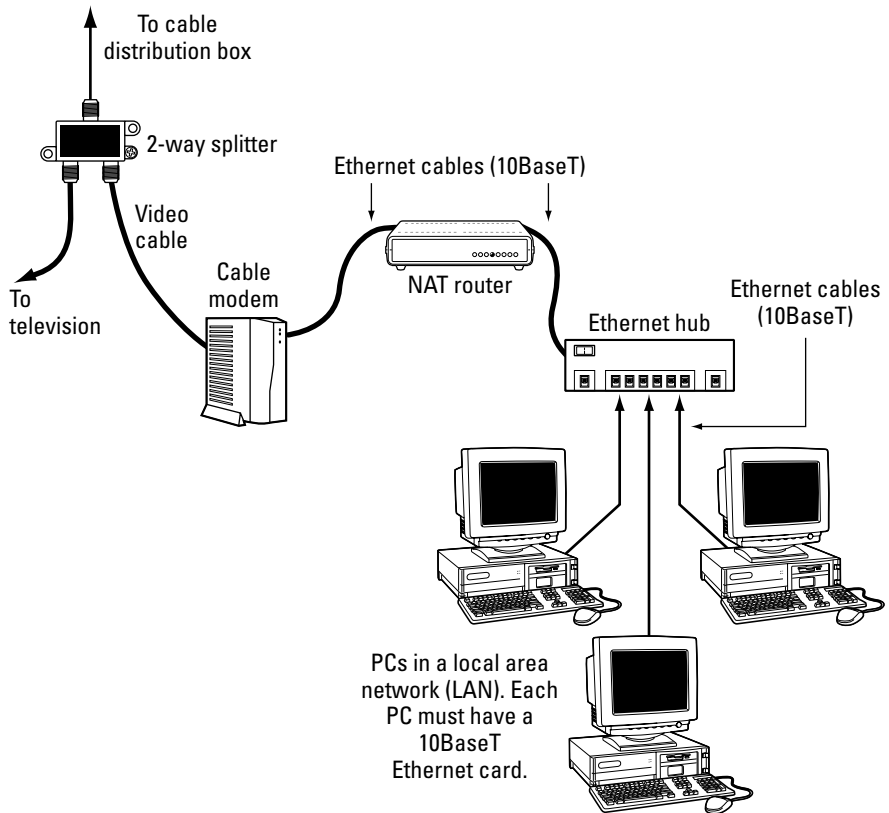 To cable
distribution box
2-way splitter
Ethernet cables (10BaseT)
Video
cable
Cable
modem
NAT router
To
television
Ethernet hub
Ethernet cables
(10BaseT)
PCs in a local area
network (LAN). Each
PC must have a
10BaseT
Ethernet card.